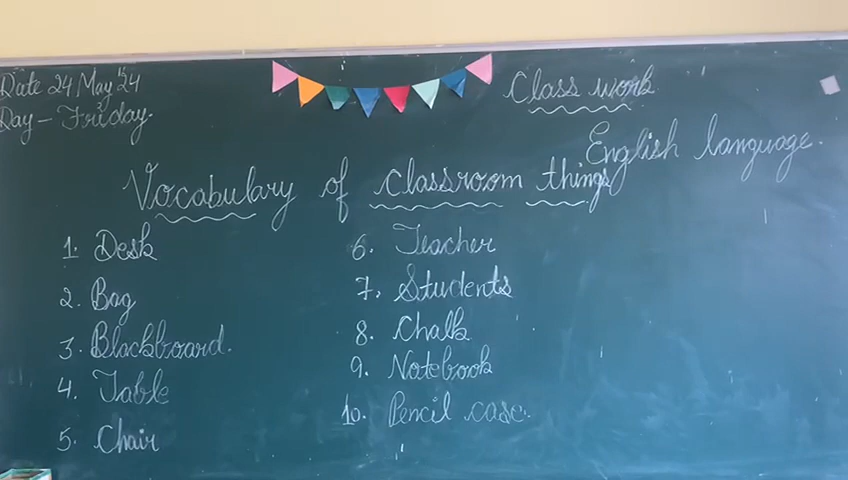 Date 24 May '24
Day - Friday.
Class work
English language.
Vocabulary of classroom things
1. Desk
2. Bag
3. Blackboard.
4. Table
5. Chair
6. Teacher
7. Students
8. Chalk
9. Notebook
10. Pencil case.